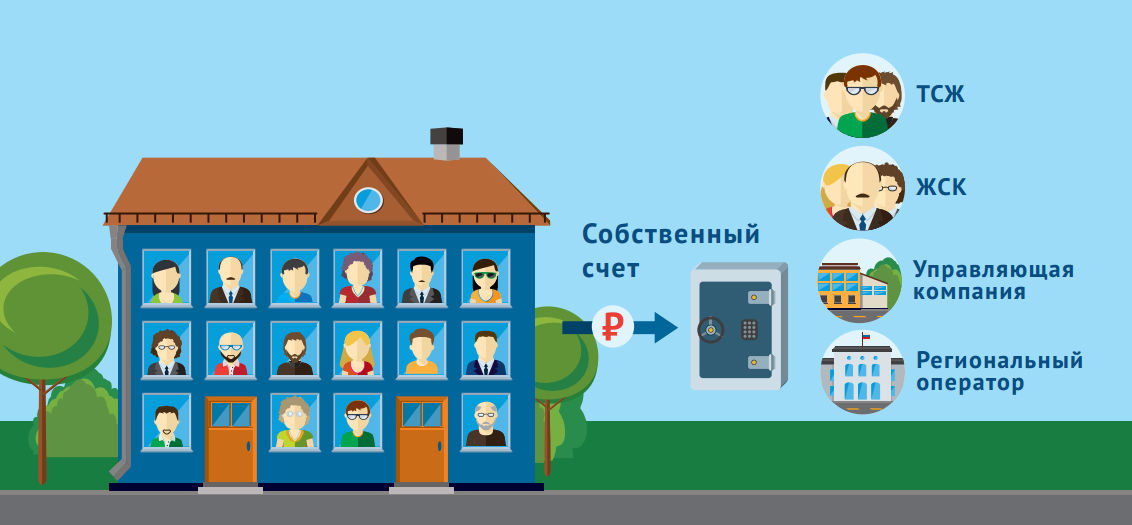 ТСЖ
ЖСК
Собственный
счет
₽
Управляющая
компания
Региональный
оператор